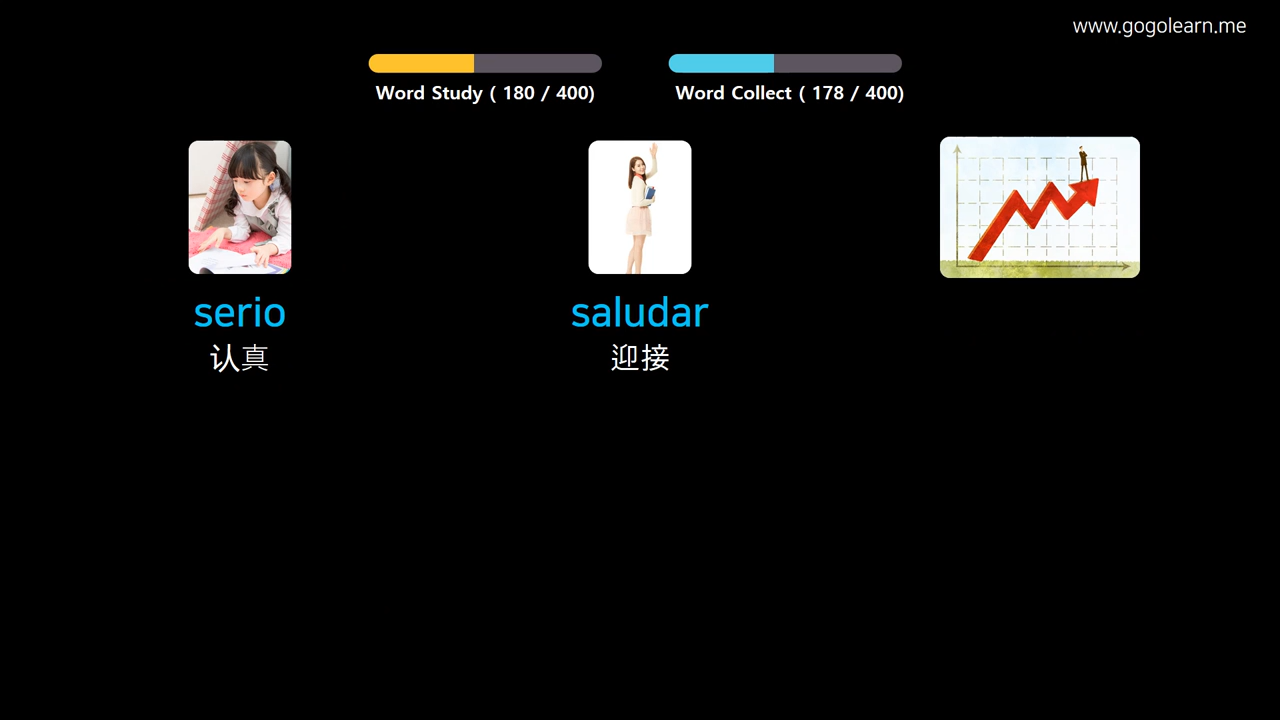 www.gogolearn.me
Word Study ( 180 / 400)
Word Collect ( 178 / 400)
serio
认真
saludar
迎接